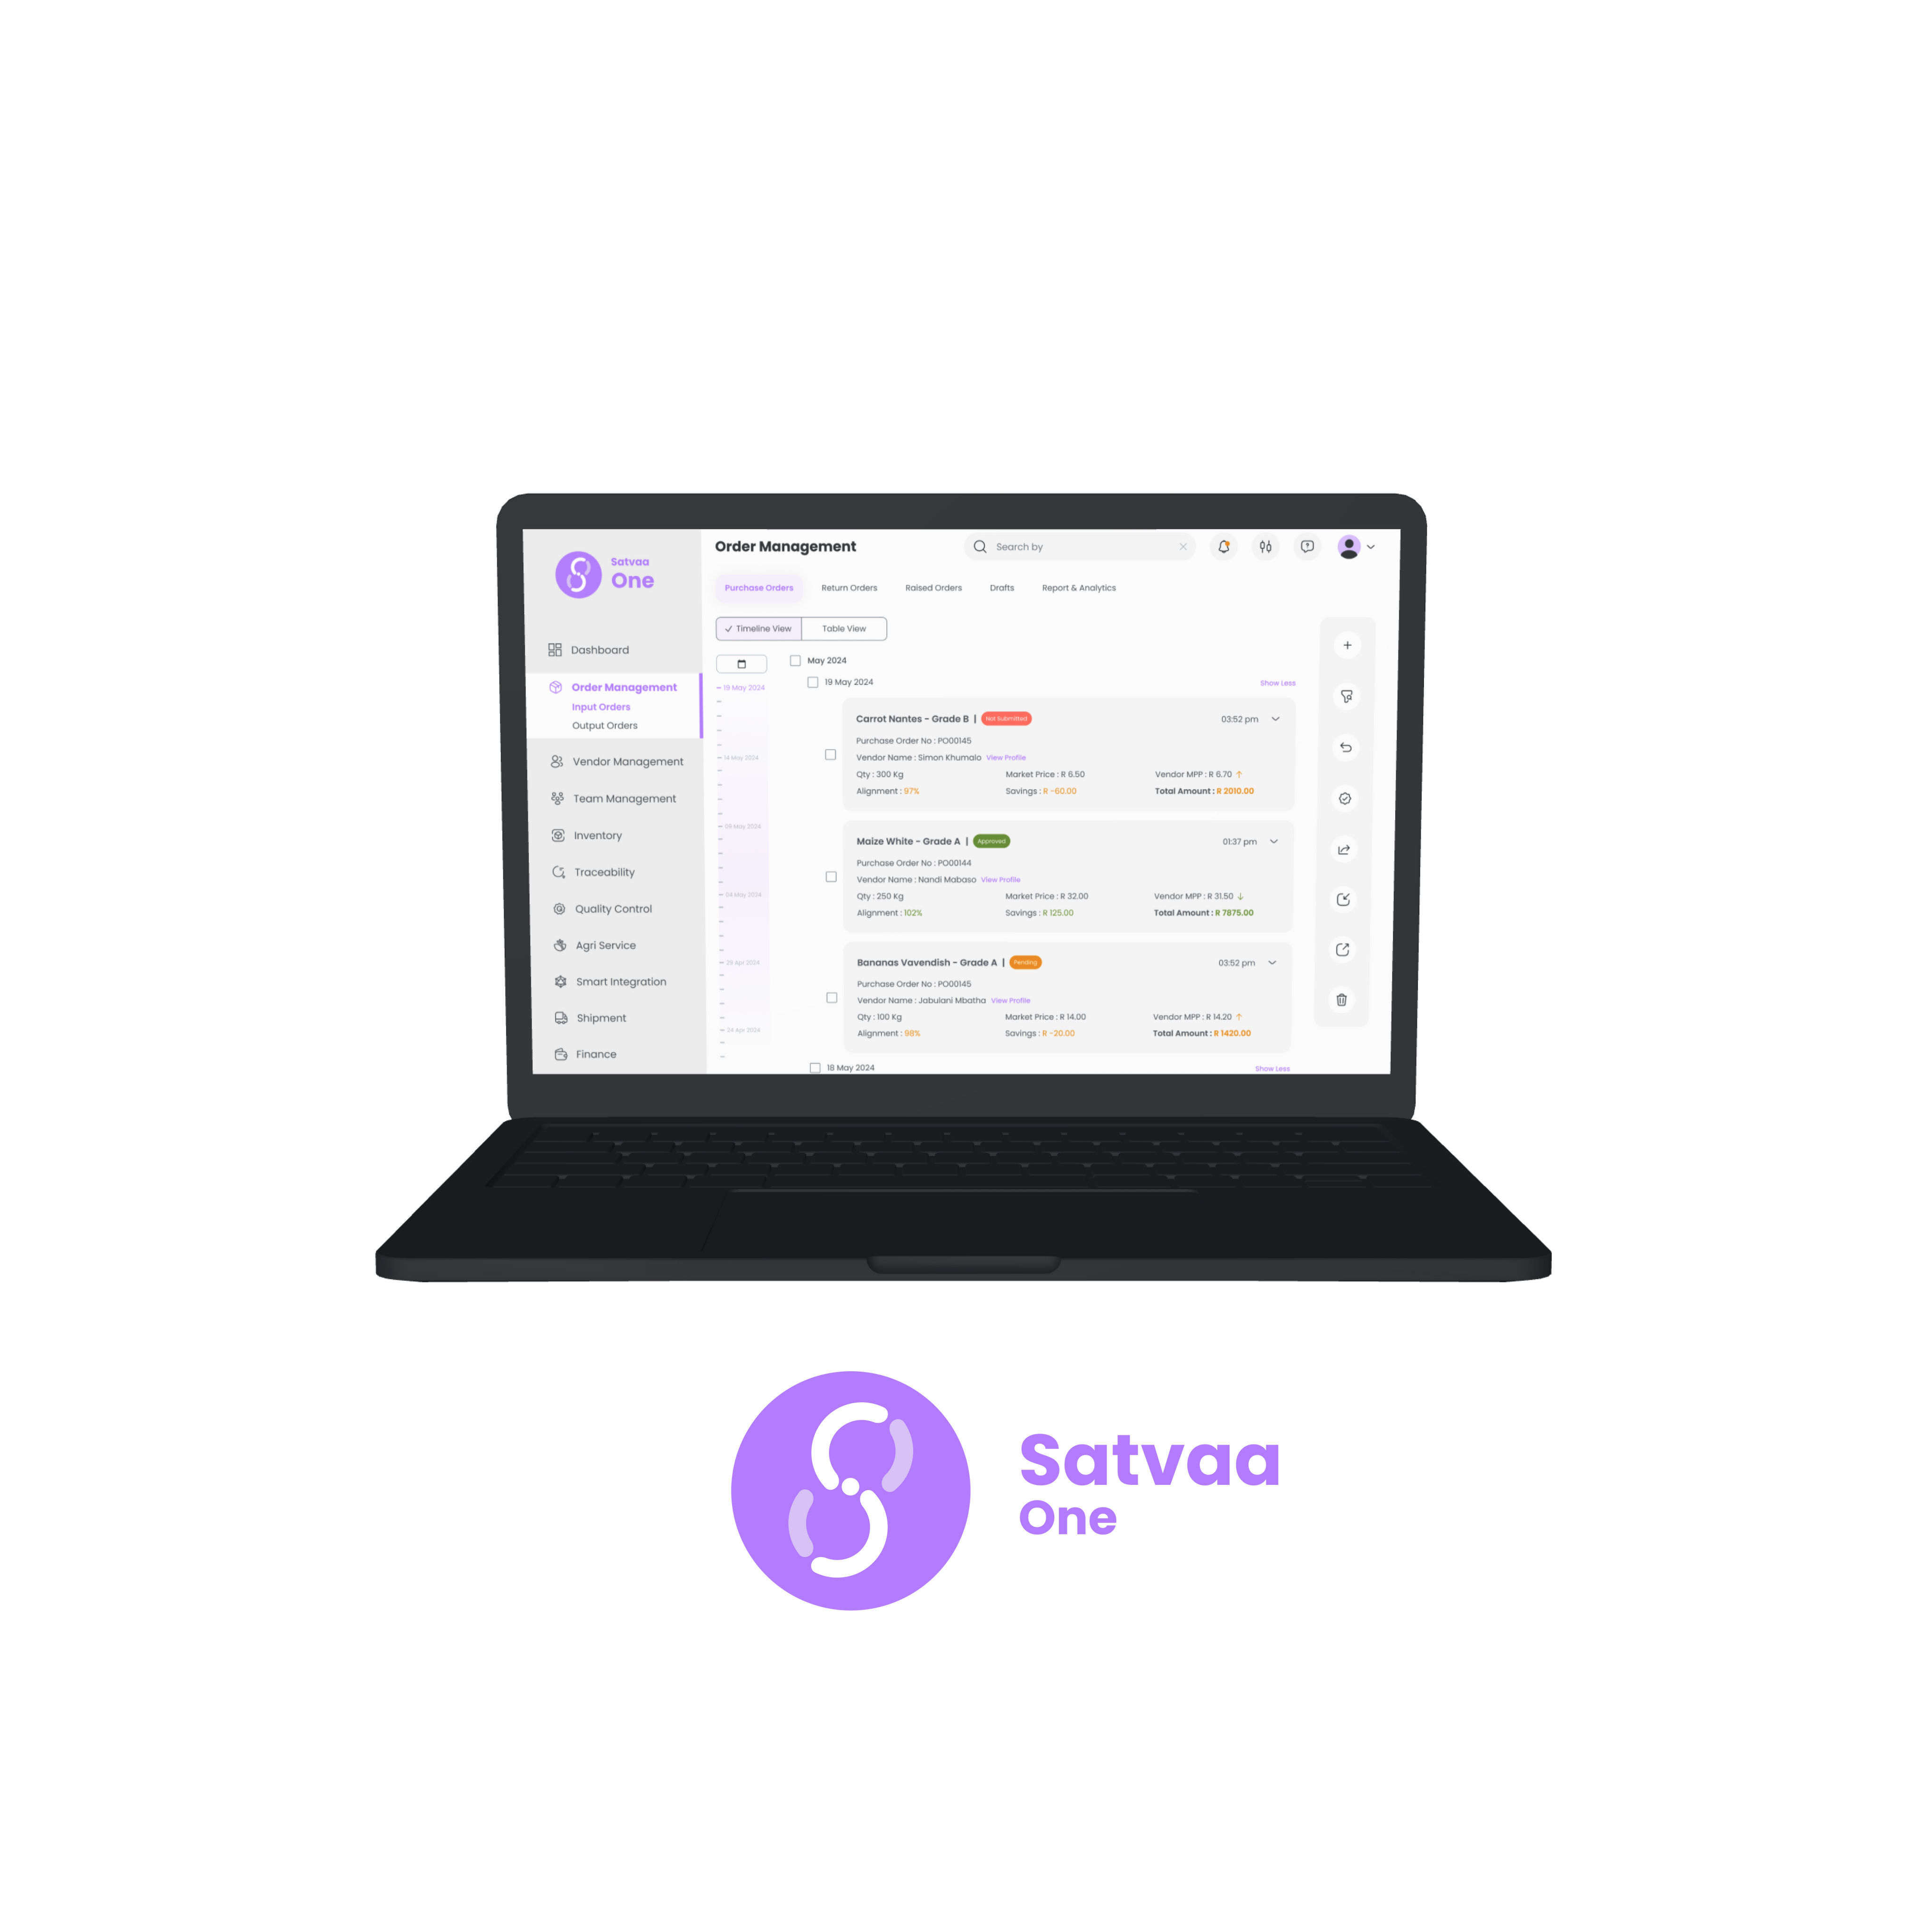 Satvaa
One
Order Management
Search by
Purchase Orders
Return Orders
Raised Orders
Drafts
Report & Analytics
Timeline View
Table View
Dashboard
Order Management
Input Orders
Output Orders
Vendor Management
Team Management
Inventory
Traceability
Quality Control
Agri Service
Smart Integration
Shipment
Finance
19 May 2024
14 May 2024
09 May 2024
04 May 2024
29 Apr 2024
24 Apr 2024
May 2024
19 May 2024
Show Less
Carrot Nantes - Grade B | Not Submitted
03:52 pm
Purchase Order No : PO00145
Vendor Name : Simon Khumalo View Profile
Qty : 300 Kg
Market Price : R 6.50
Vendor MPP : R 6.70 ↑
Alignment : 97%
Savings : R -60.00
Total Amount : R 2010.00
Maize White - Grade A | Approved
01:37 pm
Purchase Order No : PO00144
Vendor Name : Nandi Mabaso View Profile
Qty : 250 Kg
Market Price : R 32.00
Vendor MPP : R 31.50 ↓
Alignment : 102%
Savings : R 125.00
Total Amount : R 7875.00
Bananas Vavendish - Grade A | Pending
03:52 pm
Purchase Order No : PO00145
Vendor Name : Jabulani Mbatha View Profile
Qty : 100 Kg
Market Price : R 14.00
Vendor MPP : R 14.20 ↑
Alignment : 98%
Savings : R -20.00
Total Amount : R 1420.00
18 May 2024
Show Less
Satvaa
One